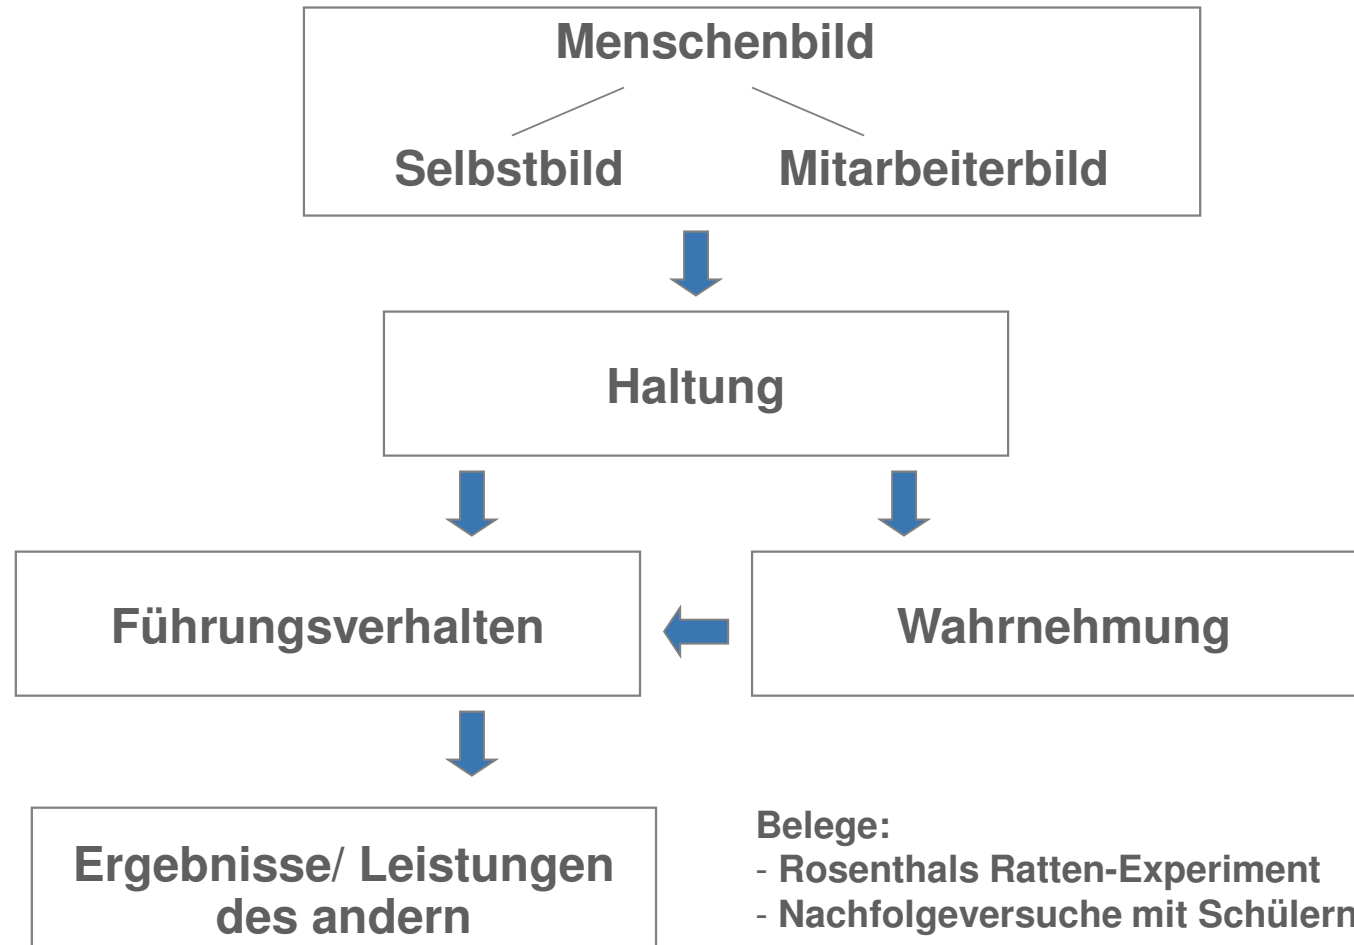 Menschenbild
Selbstbild Mitarbeiterbild
Haltung
Führungsverhalten
Wahrnehmung
Ergebnisse/ Leistungen
des andern
Belege:
- Rosenthals Ratten-Experiment
- Nachfolgeversuche mit Schülern